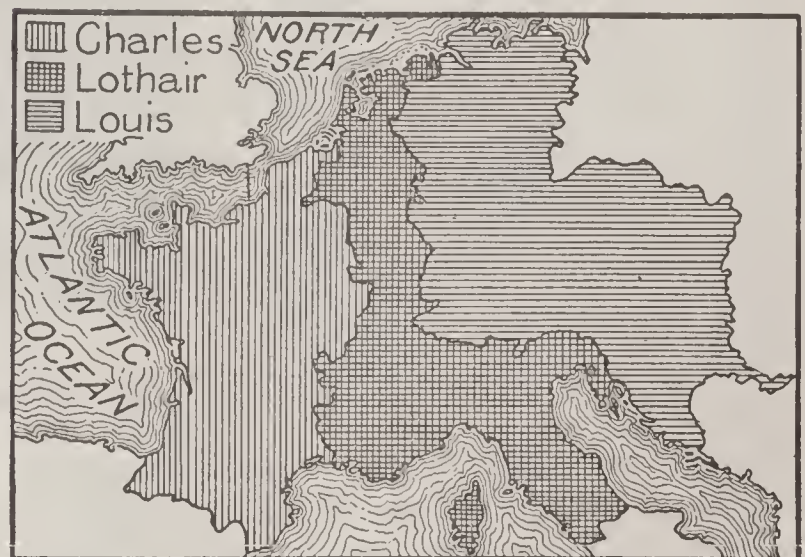 Charles
Lothair
Louis
NORTH
SEA
ATLANTIC
OCEAN